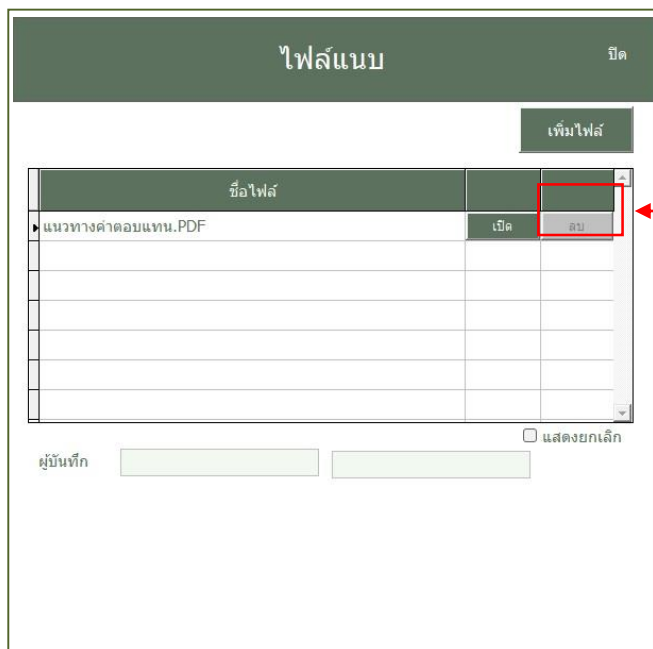 ไฟล์แนบ
ปิด
เพิ่มไฟล์
ชื่อไฟล์
แนวทางค่าตอบแทน.PDF
เปิด
ลบ
แสดงยกเลิก
ผู้บันทึก